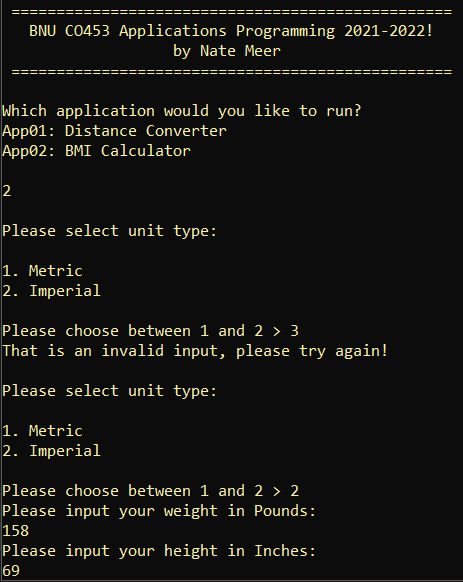 =================================================
BNU CO453 Applications Programming 2021-2022!
by Nate Meer
=================================================
Which application would you like to run?
App01: Distance Converter
App02: BMI Calculator
2
Please select unit type:
1. Metric
2. Imperial
Please choose between 1 and 2 > 3
That is an invalid input, please try again!
Please select unit type:
1. Metric
2. Imperial
Please choose between 1 and 2 > 2
Please input your weight in Pounds:
158
Please input your height in Inches:
69